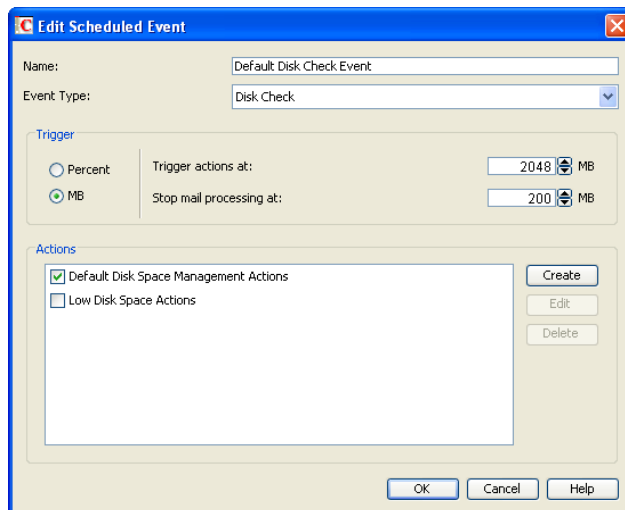 Edit Scheduled Event
Name: Default Disk Check Event
Event Type: Disk Check
Trigger
Percent
MB
Trigger actions at: 2048 MB
Stop mail processing at: 200 MB
Actions
Default Disk Space Management Actions
Low Disk Space Actions
Create
Edit
Delete
OK Cancel Help